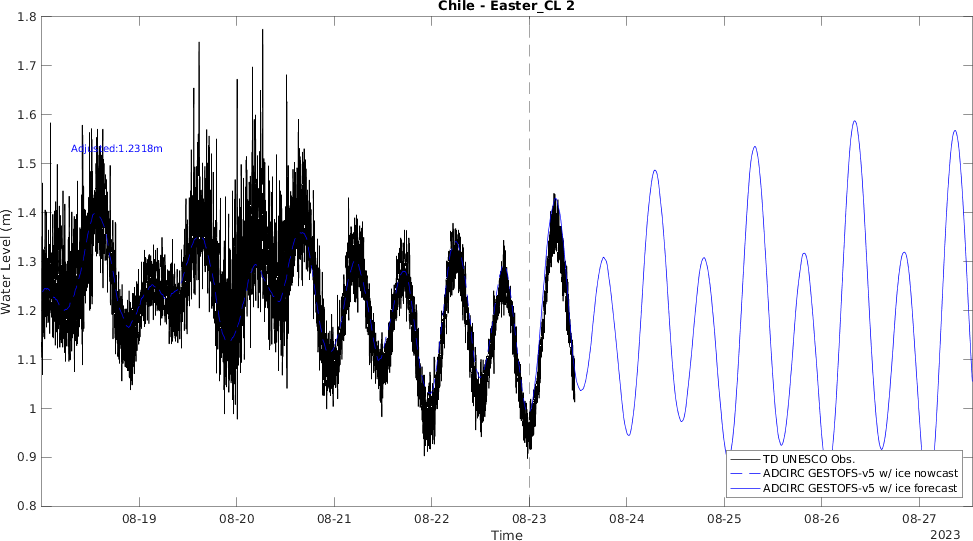 Chile - Easter_CL 2
1.8
1.7
1.6
1.5
1.4
1.3
1.2
1.1
1
0.9
0.8
Water Level (m)
Adjusted:1.2318m
TD UNESCO Obs.
ADCIRC GESTOFS-v5 w/ ice nowcast
ADCIRC GESTOFS-v5 w/ ice forecast
08-19 08-20 08-21 08-22 08-23 08-24 08-25 08-26 08-27
Time
2023